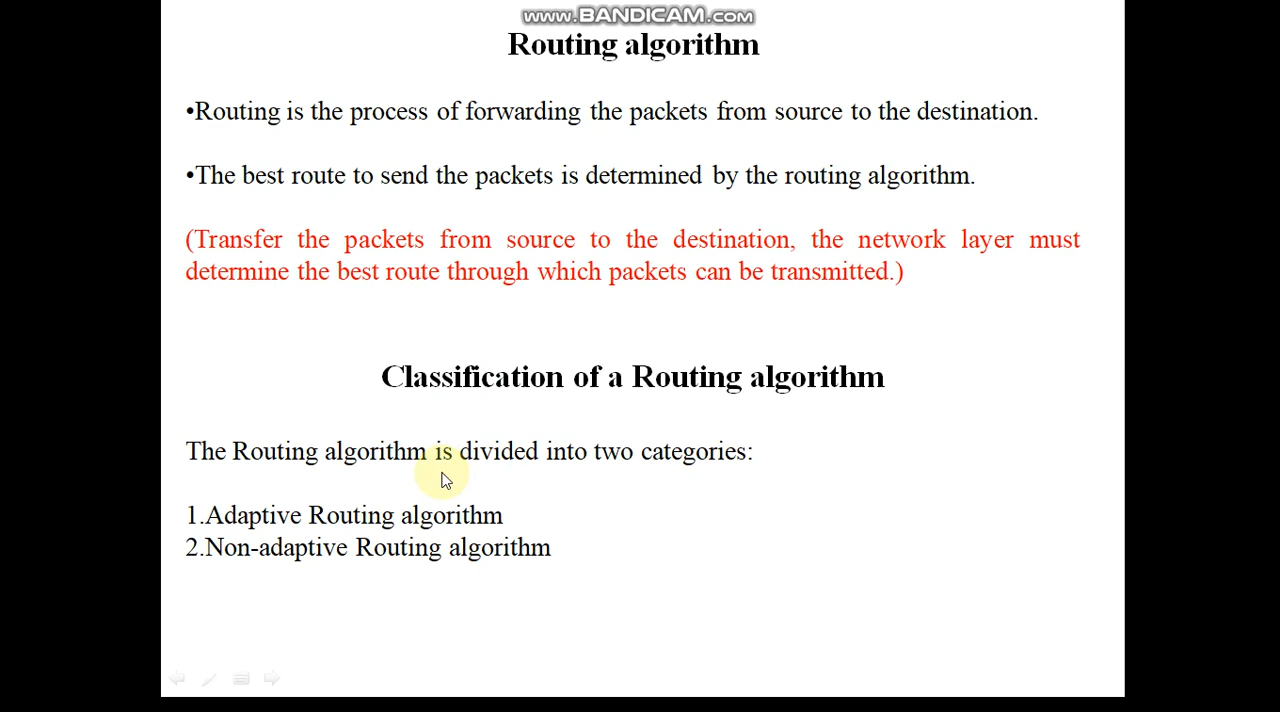 www.BANDICAM.com
Routing algorithm
•Routing is the process of forwarding the packets from source to the destination.
•The best route to send the packets is determined by the routing algorithm.
(Transfer the packets from source to the destination, the network layer must
determine the best route through which packets can be transmitted.)
Classification of a Routing algorithm
The Routing algorithm is divided into two categories:
1.Adaptive Routing algorithm
2.Non-adaptive Routing algorithm